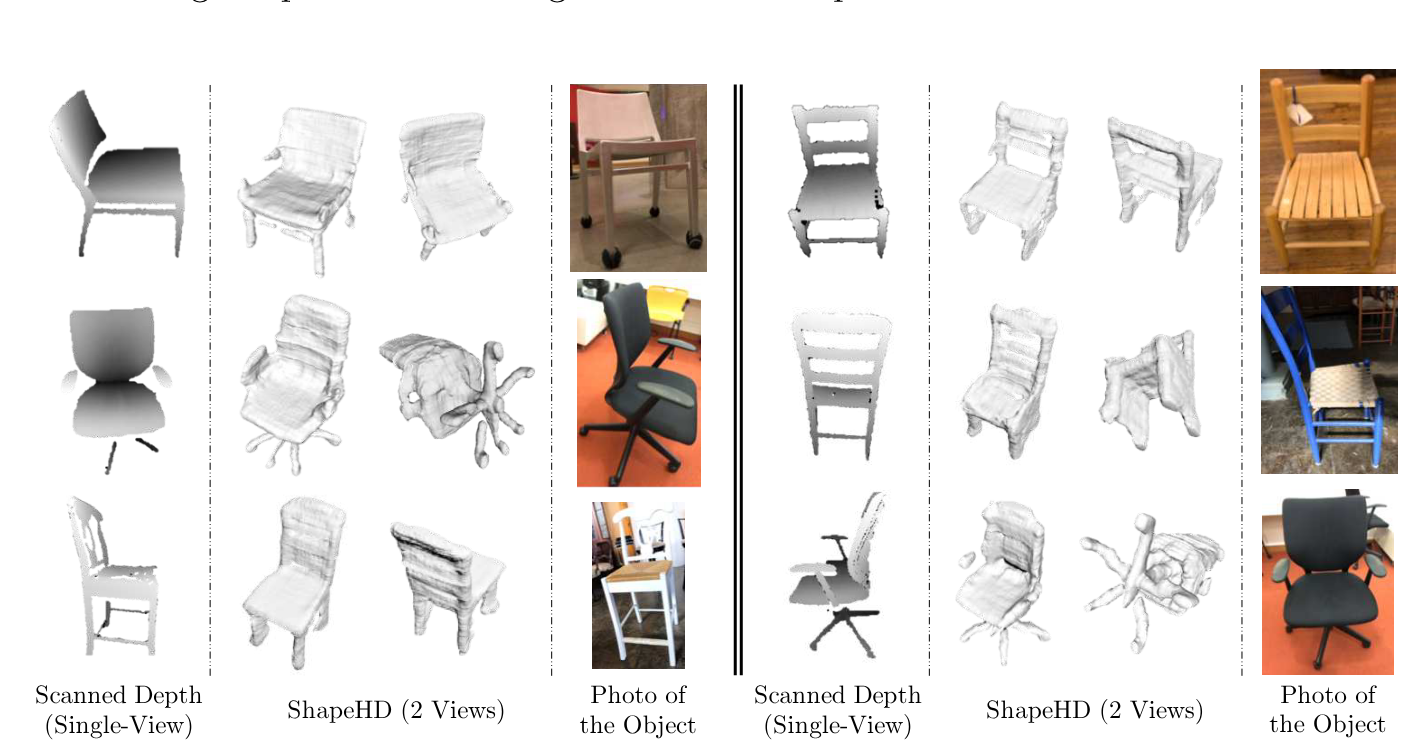 Scanned Depth
(Single-View)
ShapeHD (2 Views)
Photo of
the Object
Scanned Depth
(Single-View)
ShapeHD (2 Views)
Photo of
the Object